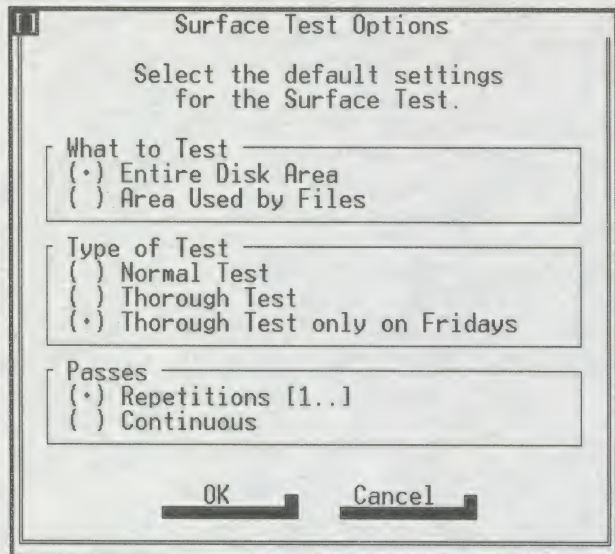 Surface Test Options
Select the default settings
for the Surface Test.
What to Test
(·) Entire Disk Area
( ) Area Used by Files
Type of Test
( ) Normal Test
( ) Thorough Test
(·) Thorough Test only on Fridays
Passes
(·) Repetitions [1..]
( ) Continuous
OK Cancel